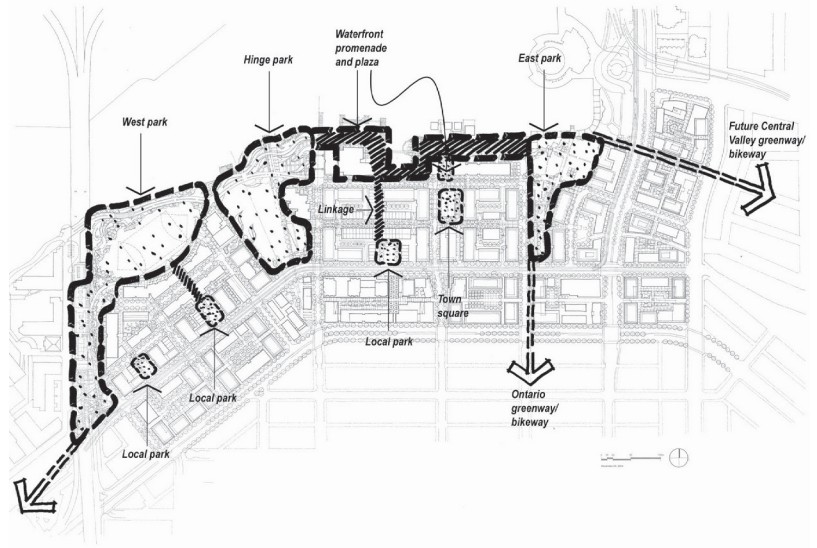 Waterfront
promenade
and plaza
Hinge park
East park
West park
Future Central
Valley greenway/
bikeway
Linkage
Town
square
Local park
Local park
Ontario
greenway/
bikeway
Local park